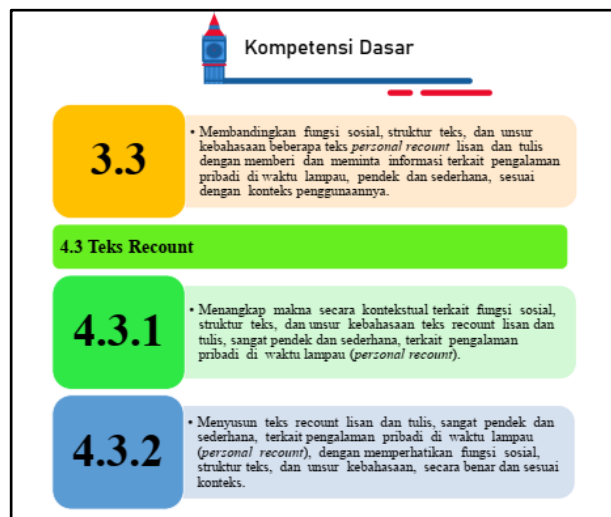 Kompetensi Dasar
3.3
• Membandingkan fungsi sosial, struktur teks, dan unsur
kebahasaan beberapa teks personal recount lisan dan tulis
dengan memberi dan meminta informasi terkait pengalaman
pribadi di waktu lampau, pendek dan sederhana, sesuai
dengan konteks penggunaannya.
4.3 Teks Recount
4.3.1
• Menangkap makna secara kontekstual terkait fungsi sosial,
struktur teks, dan unsur kebahasaan teks recount lisan dan
tulis, sangat pendek dan sederhana, terkait pengalaman
pribadi di waktu lampau (personal recount).
4.3.2
• Menyusun teks recount lisan dan tulis, sangat pendek dan
sederhana, terkait pengalaman pribadi di waktu lampau
(personal recount), dengan memperhatikan fungsi sosial,
struktur teks, dan unsur kebahasaan, secara benar dan sesuai
konteks.